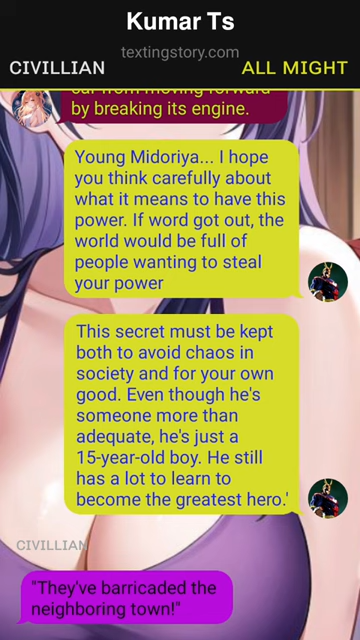 Kumar Ts
textingstory.com
CIVILLIAN
ALL MIGHT
by breaking its engine.
Young Midoriya... I hope
you think carefully about
what it means to have this
power. If word got out, the
world would be full of
people wanting to steal
your power
This secret must be kept
both to avoid chaos in
society and for your own
good. Even though he's
someone more than
adequate, he's just a
15-year-old boy. He still
has a lot to learn to
become the greatest hero.'
CIVILLIAN
"They've barricaded the
neighboring town!"